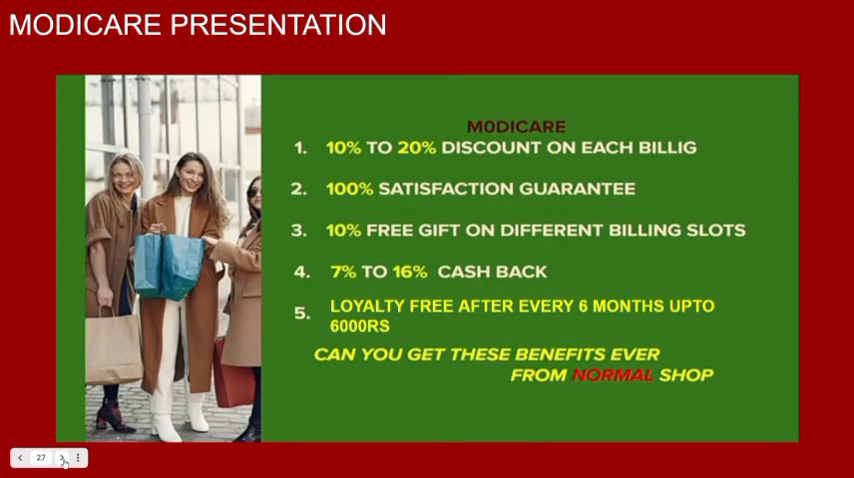 MODICARE PRESENTATION
M0DICARE
1. 10% TO 20% DISCOUNT ON EACH BILLIG
2. 100% SATISFACTION GUARANTEE
3. 10% FREE GIFT ON DIFFERENT BILLING SLOTS
4. 7% TO 16% CASH BACK
5. LOYALTY FREE AFTER EVERY 6 MONTHS UPTO
6000RS
CAN YOU GET THESE BENEFITS EVER
FROM NORMAL SHOP
27